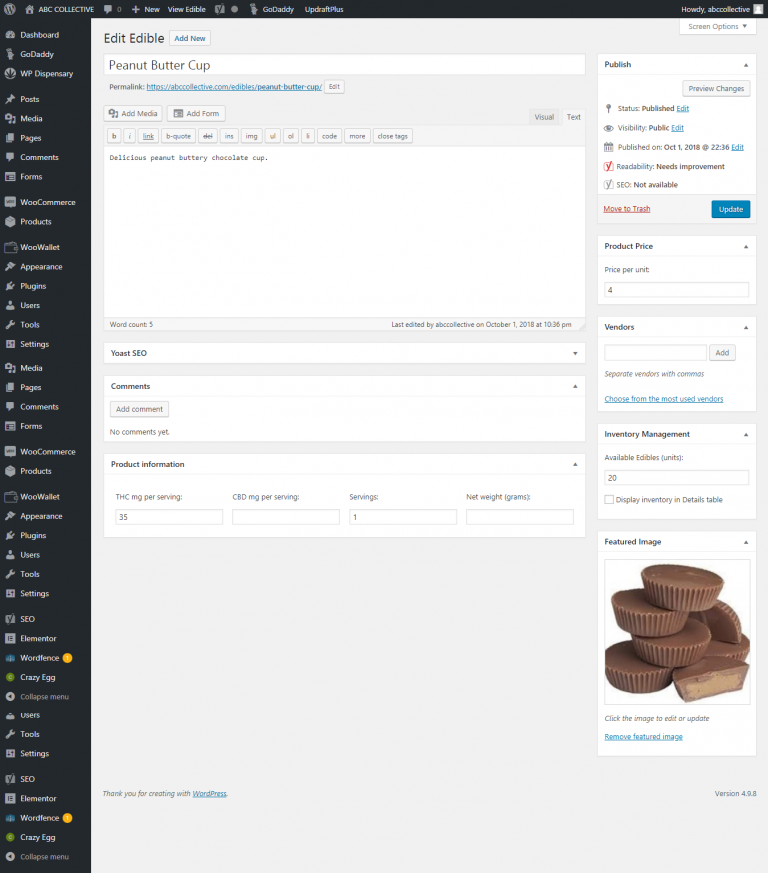 ABC COLLECTIVE 0 New View Edible GoDaddy UpdraftPlus Howdy, abccollective
Screen Options
Dashboard
GoDaddy
WP Dispensary
Posts
Media
Pages
Comments
Forms
WooCommerce
Products
WooWallet
Appearance
Plugins
Users
Tools
Settings
Media
Pages
Comments
Forms
WooCommerce
Products
WooWallet
Appearance
Plugins
Users
Tools
Settings
SEO
Elementor
Wordfence 1
Crazy Egg
Collapse menu
Users
Tools
Settings
SEO
Elementor
Wordfence 1
Crazy Egg
Collapse menu
Edit Edible Add New
Peanut Butter Cup
Permalink: https://abccollective.com/edibles/peanut-butter-cup/ Edit
Add Media Add Form Visual Text
b i link b-quote del ins img ul ol li code more close tags
Delicious peanut buttery chocolate cup.
Word count: 5 Last edited by abccollective on October 1, 2018 at 10:36 pm
Yoast SEO
Comments
Add comment
No comments yet.
Product information
THC mg per serving: CBD mg per serving: Servings: Net weight (grams):
35 1
Publish
Preview Changes
Status: Published Edit
Visibility: Public Edit
Published on: Oct 1, 2018 @ 22:36 Edit
Readability: Needs improvement
SEO: Not available
Move to Trash Update
Product Price
Price per unit:
4
Vendors
Add
Separate vendors with commas
Choose from the most used vendors
Inventory Management
Available Edibles (units):
20
Display inventory in Details table
Featured Image
Click the image to edit or update
Remove featured image
Thank you for creating with WordPress. Version 4.9.8